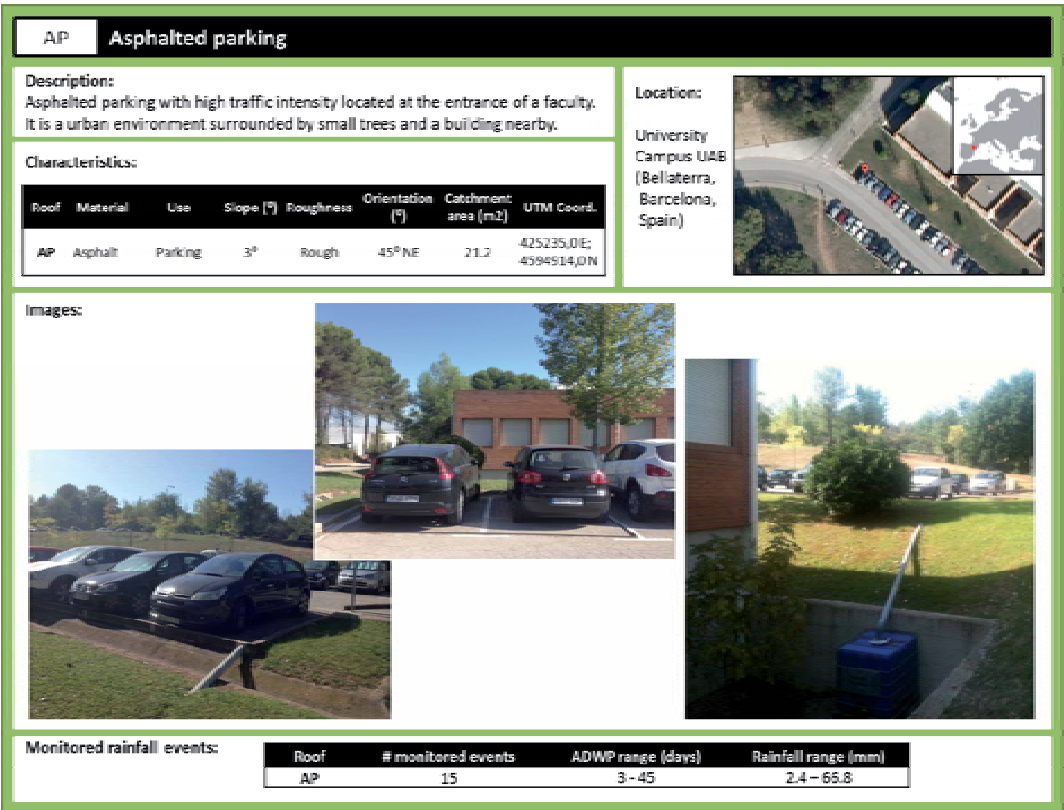 AP Asphalted parking
Description:
Asphalted parking with high traffic intensity located at the entrance of a faculty.
It is a urban environment surrounded by small trees and a building nearby.
Location:
University
Campus UAB
(Bellaterra,
Barcelona,
Spain)
Characteristics:
Roof Material Use Slope (º) Roughness Orientation (º) Catchment area (m2) UTM Coord.
AP Asphalt Parking 3º Rough 45º NE 21.2 425235,0E; 4594914,0N
Images:
Monitored rainfall events:
Roof # monitored events ADWP range (days) Rainfall range (mm)
AP 15 3 - 45 2.4 – 66.8